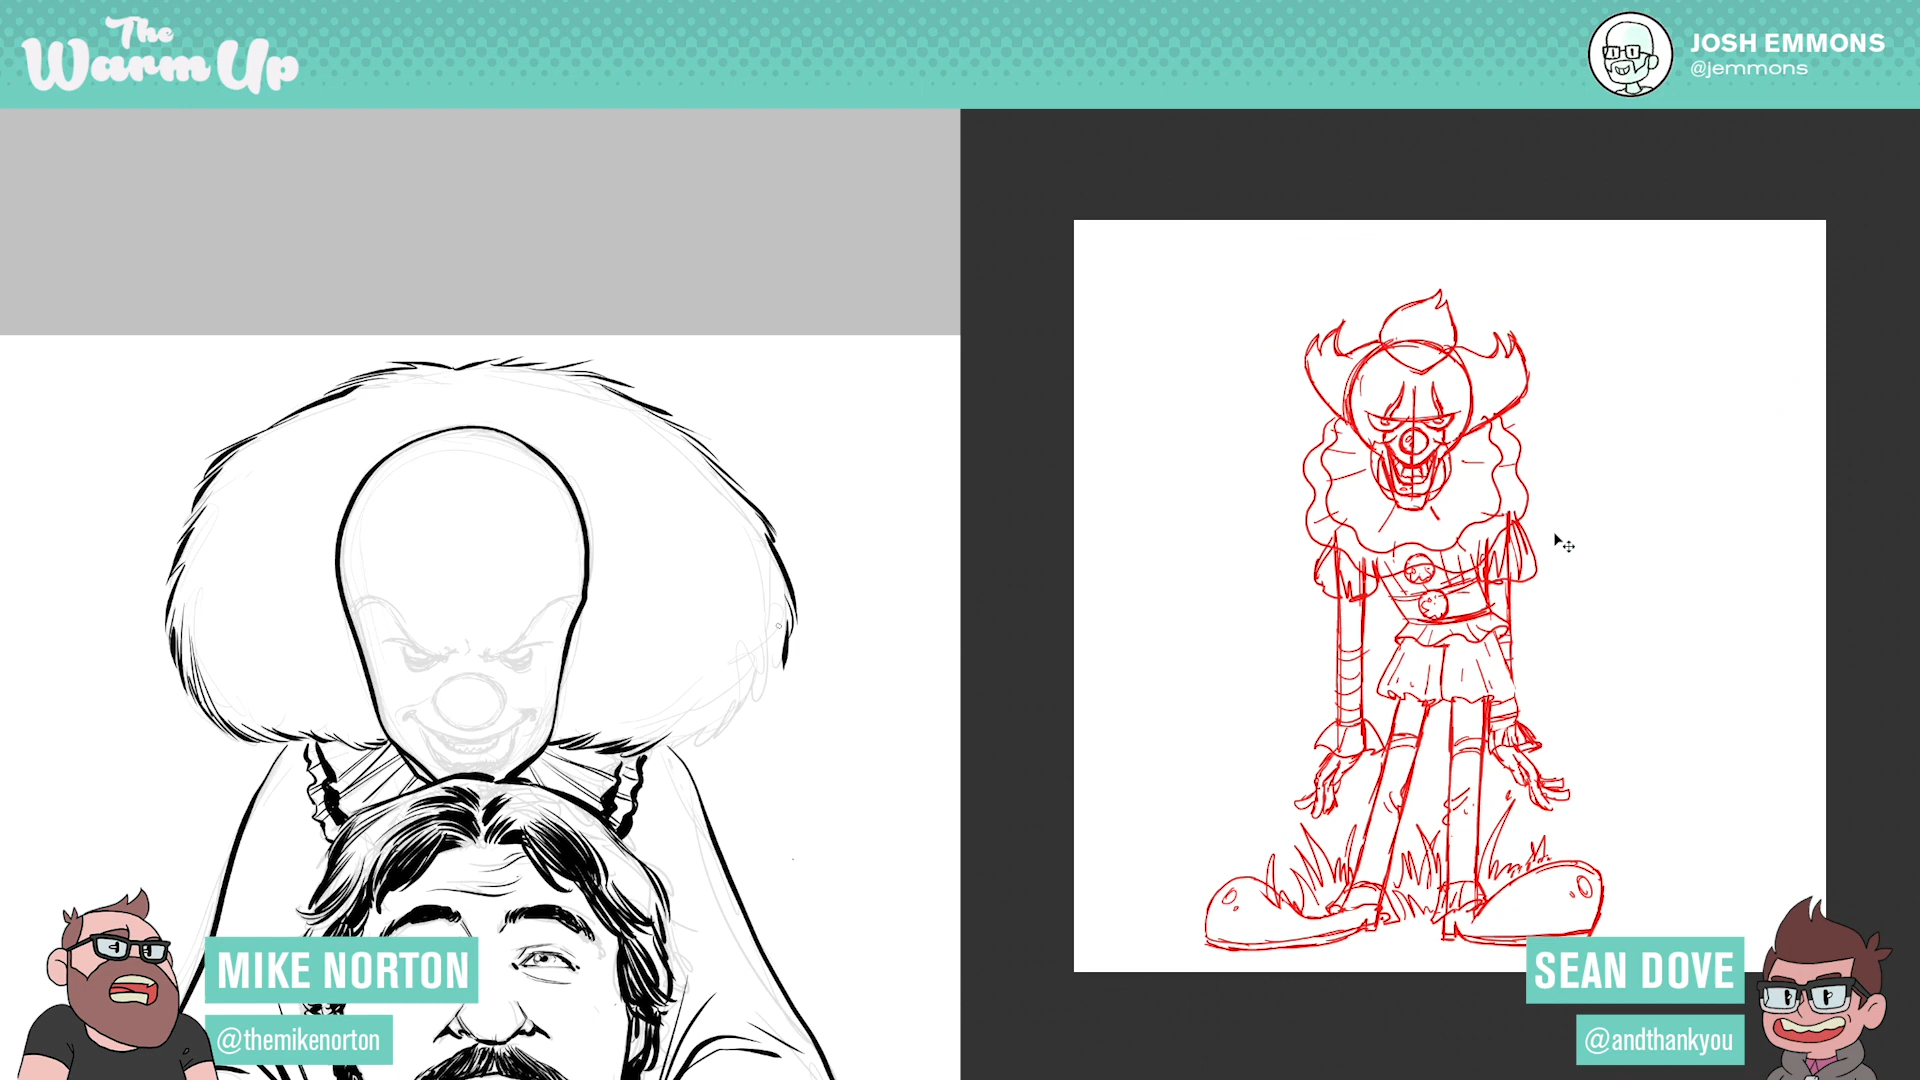 The
Warm Up
JOSH EMMONS
@jemmons
MIKE NORTON
@themikenorton
SEAN DOVE
@andthankyou